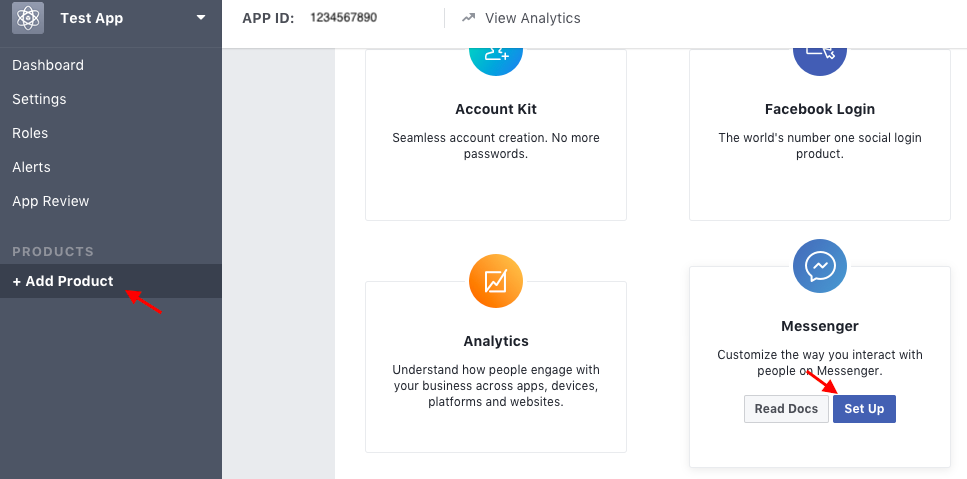 Test App
APP ID: 1234567890
View Analytics
Dashboard
Settings
Roles
Alerts
App Review
PRODUCTS
+ Add Product
Account Kit
Seamless account creation. No more
passwords.
Facebook Login
The world's number one social login
product.
Analytics
Understand how people engage with
your business across apps, devices,
platforms and websites.
Messenger
Customize the way you interact with
people on Messenger.
Read Docs
Set Up